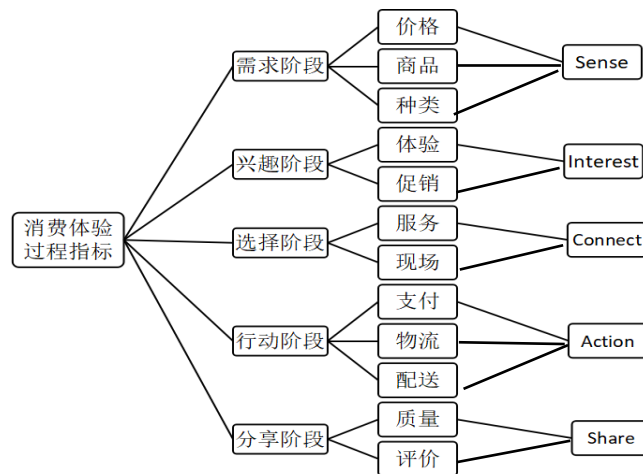 消费体验
过程指标
需求阶段
价格
商品
种类
Sense
兴趣阶段
体验
促销
Interest
选择阶段
服务
现场
Connect
行动阶段
支付
物流
配送
Action
分享阶段
质量
评价
Share